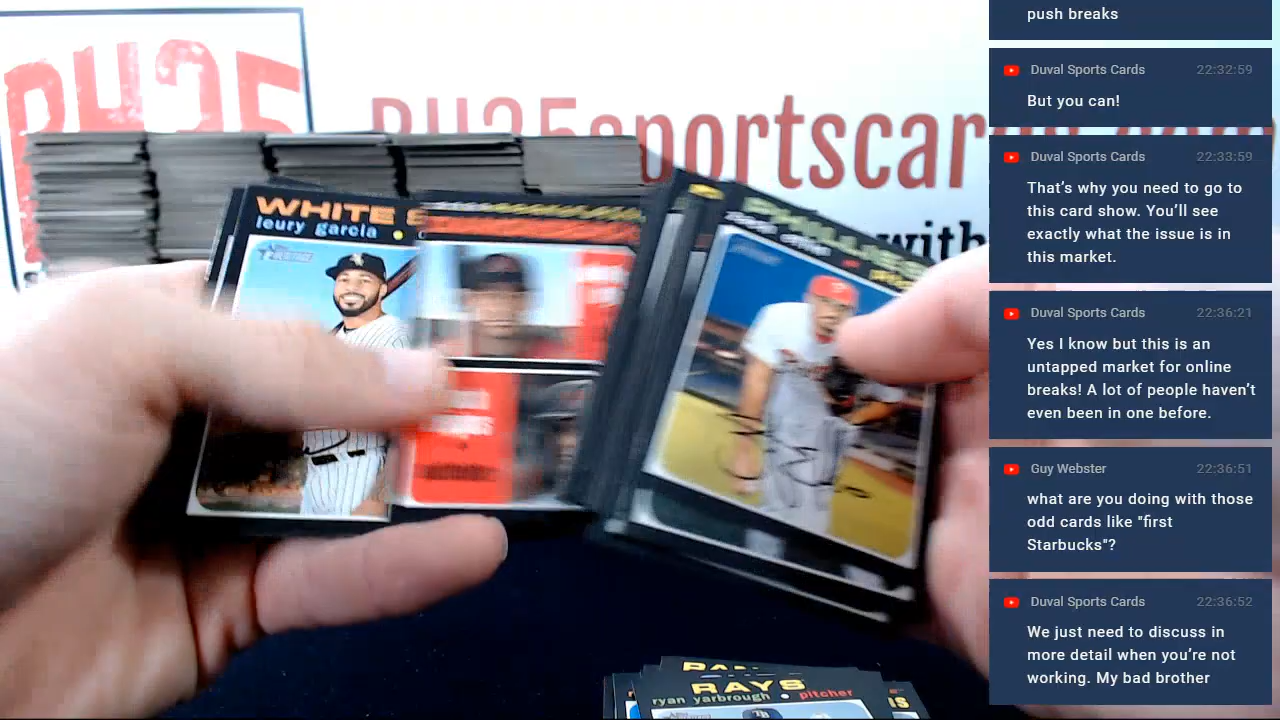 push breaks
Duval Sports Cards 22:32:59
But you can!
Duval Sports Cards 22:33:59
That's why you need to go to
this card show. You'll see
exactly what the issue is in
this market.
Duval Sports Cards 22:36:21
Yes I know but this is an
untapped market for online
breaks! A lot of people haven't
even been in one before.
Guy Webster 22:36:51
what are you doing with those
odd cards like "first
Starbucks"?
Duval Sports Cards 22:36:52
We just need to discuss in
more detail when you're not
working. My bad brother
sportscar
with
WHITE S
leury garcia
HERITAGE
PHILLIES
RAYS
ryan yarbrough • pitcher